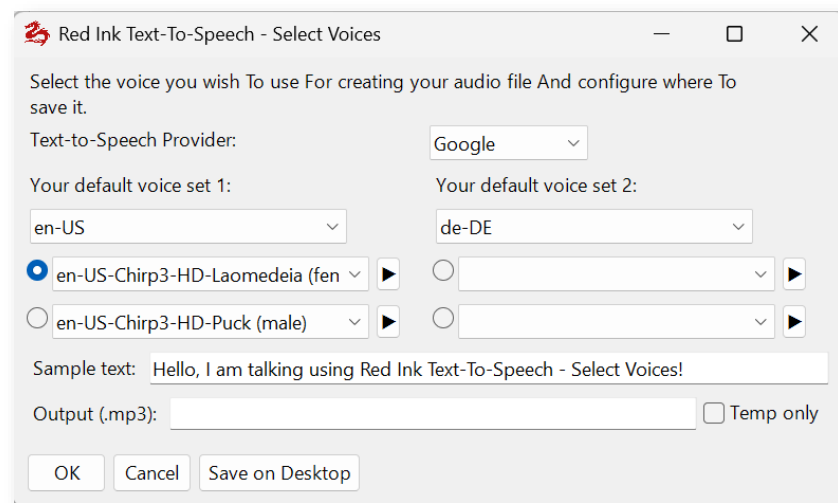 Red Ink Text-To-Speech - Select Voices
Select the voice you wish To use For creating your audio file And configure where To
save it.
Text-to-Speech Provider:
Google
Your default voice set 1:
Your default voice set 2:
en-US
de-DE
en-US-Chirp3-HD-Laomedeia (fen
en-US-Chirp3-HD-Puck (male)
Sample text: Hello, I am talking using Red Ink Text-To-Speech - Select Voices!
Output (.mp3):
Temp only
OK
Cancel
Save on Desktop